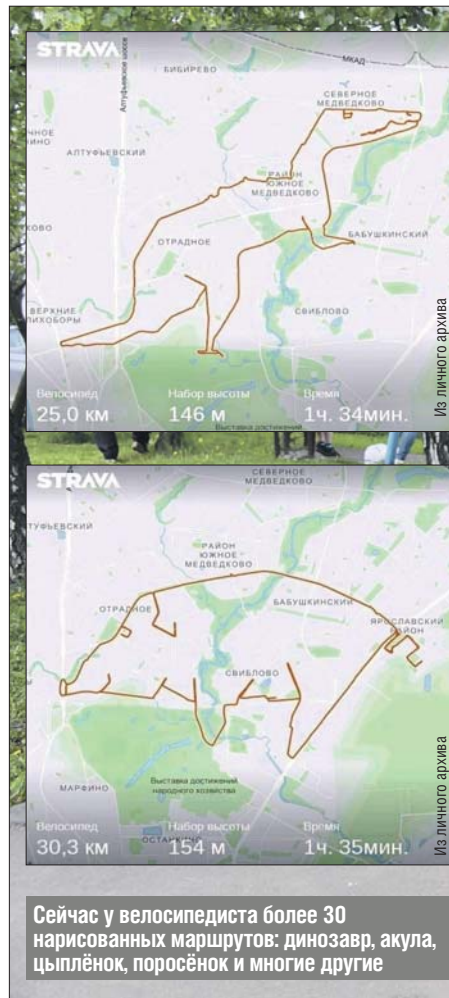 STRAVA
МКАД
БИБИРЕВО
Алтуфьевское шоссе
СЕВЕРНОЕ
МЕДВЕДКОВО
АЛТУФЬЕВСКИЙ
РАЙОН
ЮЖНОЕ
МЕДВЕДКОВО
ОТРАДНОЕ
БАБУШКИНСКИЙ
СВИБЛОВО
ВЕРХНИЕ
ЛИХОБОРЫ
Велосипед
Набор высоты
Время
25,0 км
146 м
1ч. 34мин.
Выставка достижений
Из личного архива
STRAVA
СЕВЕРНОЕ
МЕДВЕДКОВО
ТУФЬЕВСКИЙ
РАЙОН
ЮЖНОЕ
МЕДВЕДКОВО
ОТРАДНОЕ
БАБУШКИНСКИЙ
ЯРОСЛАВСКИЙ
РАЙОН
СВИБЛОВО
Выставка достижений
народного хозяйства
МАРФИНО
ОСТАНКИНО
Велосипед
Набор высоты
Время
30,3 км
154 м
1ч. 35мин.
Из личного архива
Сейчас у велосипедиста более 30
нарисованных маршрутов: динозавр, акула,
цыплёнок, поросёнок и многие другие